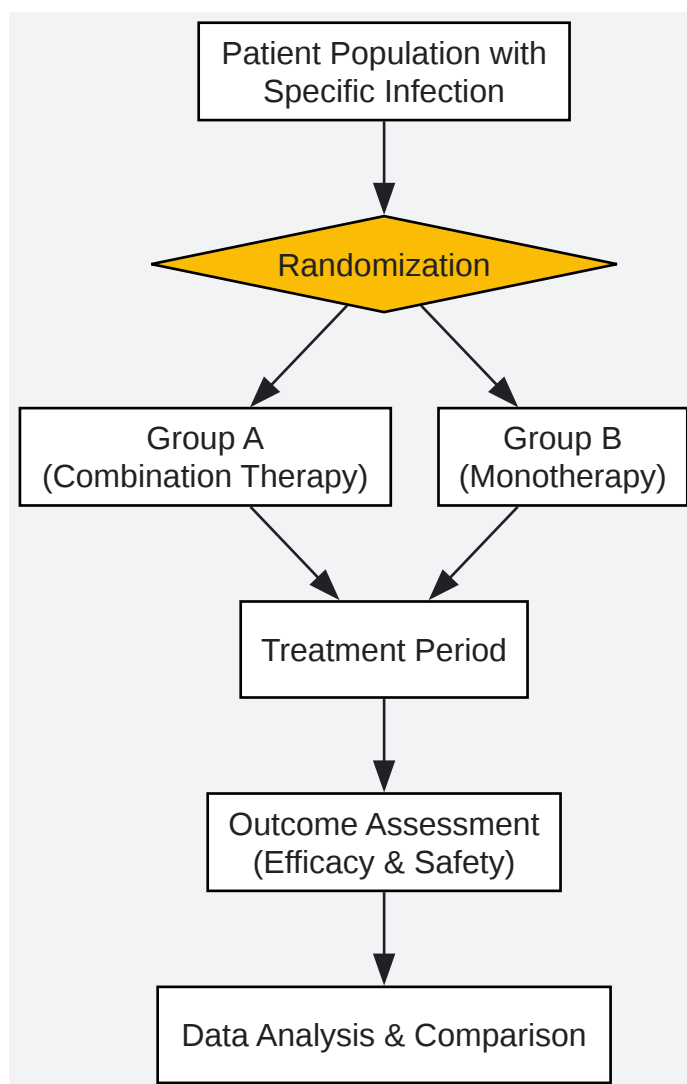 Patient Population with
Specific Infection
Randomization
Group A
(Combination Therapy)
Group B
(Monotherapy)
Treatment Period
Outcome Assessment
(Efficacy & Safety)
Data Analysis & Comparison